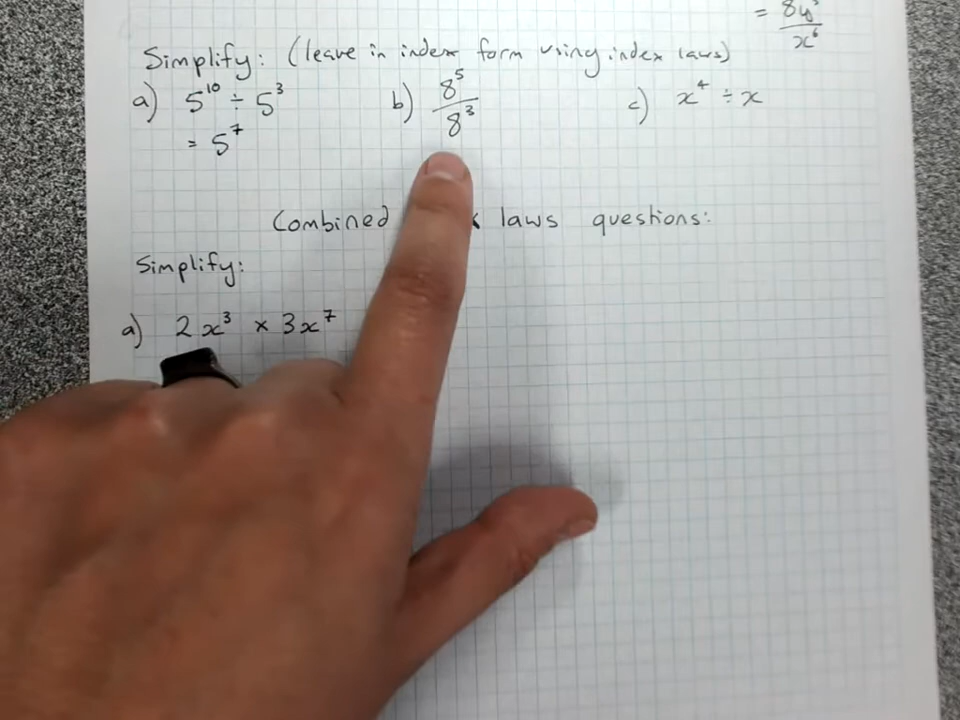 = 8y³/x⁶
Simplify: (leave in index form using index laws)
a) 5¹⁰ ÷ 5³ b) 8⁵/8³ c) x⁴ ÷ x
= 5⁷
Combined laws questions:
Simplify:
a) 2x³ × 3x⁷